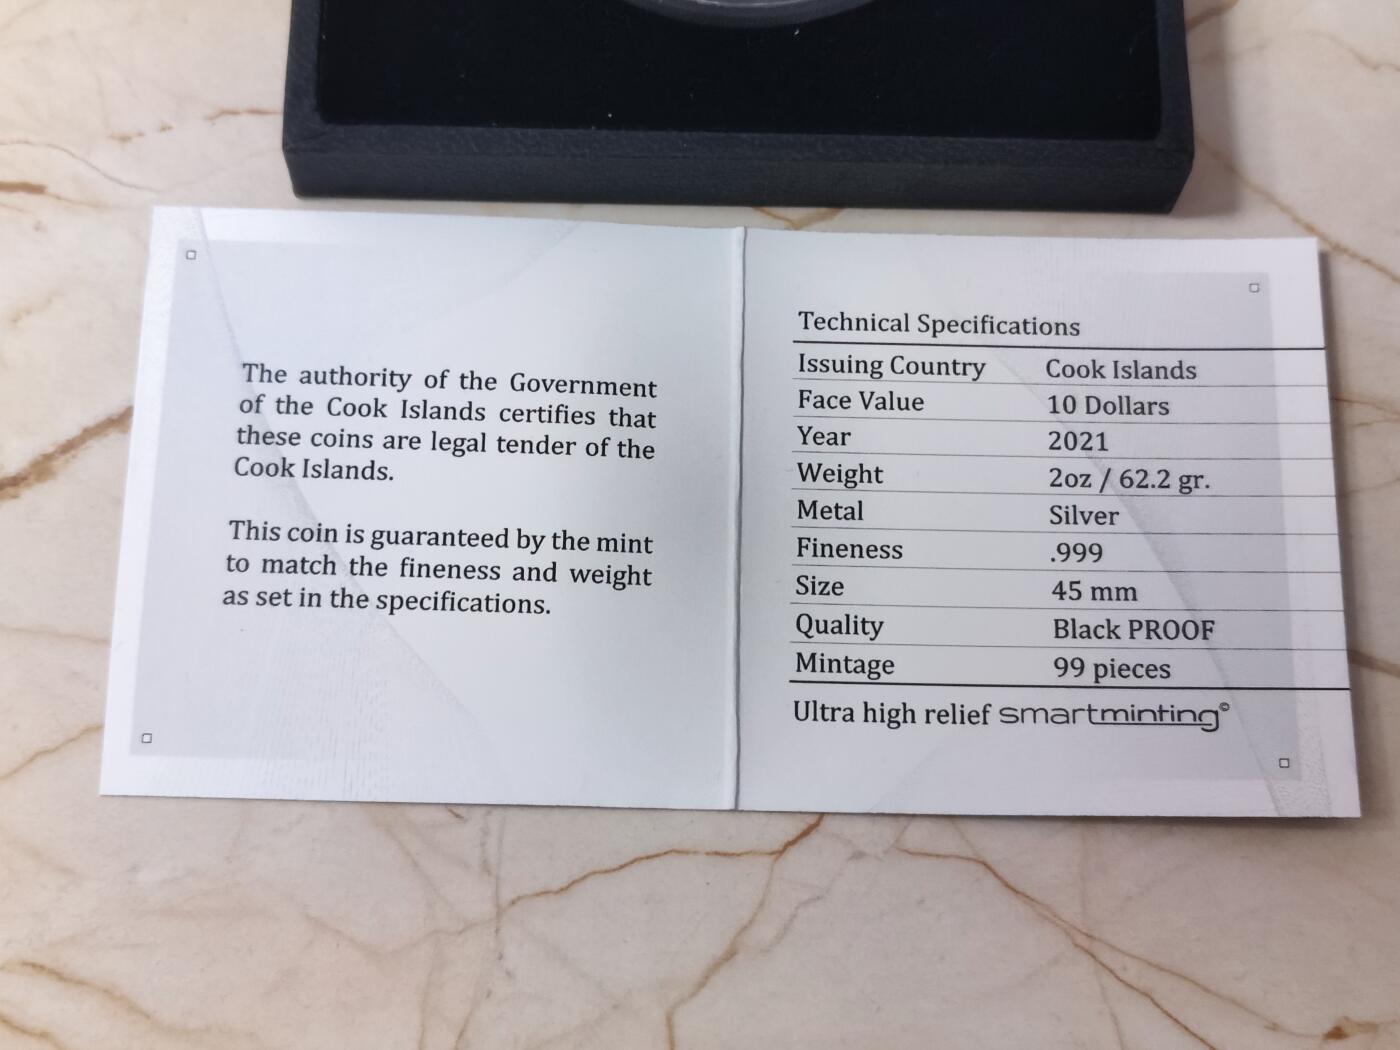 The authority of the Government
of the Cook Islands certifies that
these coins are legal tender of the
Cook Islands.
This coin is guaranteed by the mint
to match the fineness and weight
as set in the specifications.
Technical Specifications
Issuing Country Cook Islands
Face Value 10 Dollars
Year 2021
Weight 2oz / 62.2 gr.
Metal Silver
Fineness .999
Size 45 mm
Quality Black PROOF
Mintage 99 pieces
Ultra high relief smartminting©